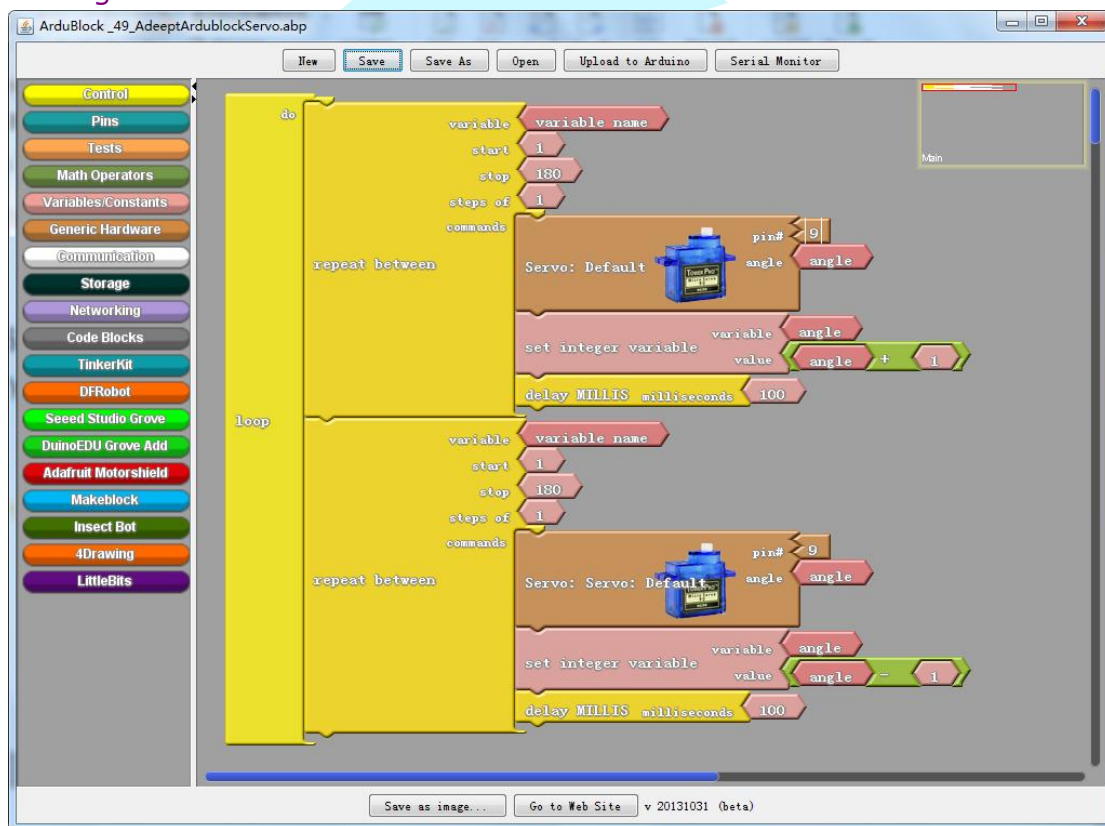 ArduBlock _49_AdeeptArdublockServo.abp
New Save Save As Open Upload to Arduino Serial Monitor
Control
Pins
Tests
Math Operators
Variables/Constants
Generic Hardware
Communication
Storage
Networking
Code Blocks
TinkerKit
DFRobot
Seeed Studio Grove
DuinoEDU Grove Add
Adafruit Motorshield
Makeblock
Insect Bot
4Drawing
LittleBits
Main
loop
do
repeat between
variable variable name
start 1
stop 180
steps of 1
commands
Servo: Default
Tower Pro
pin# 9
angle angle
set integer variable
variable angle
value angle + 1
delay MILLIS milliseconds 100
repeat between
variable variable name
start 1
stop 180
steps of 1
commands
Servo: Servo: Default
pin# 9
angle angle
set integer variable
variable angle
value angle - 1
delay MILLIS milliseconds 100
Save as image... Go to Web Site v 20131031 (beta)